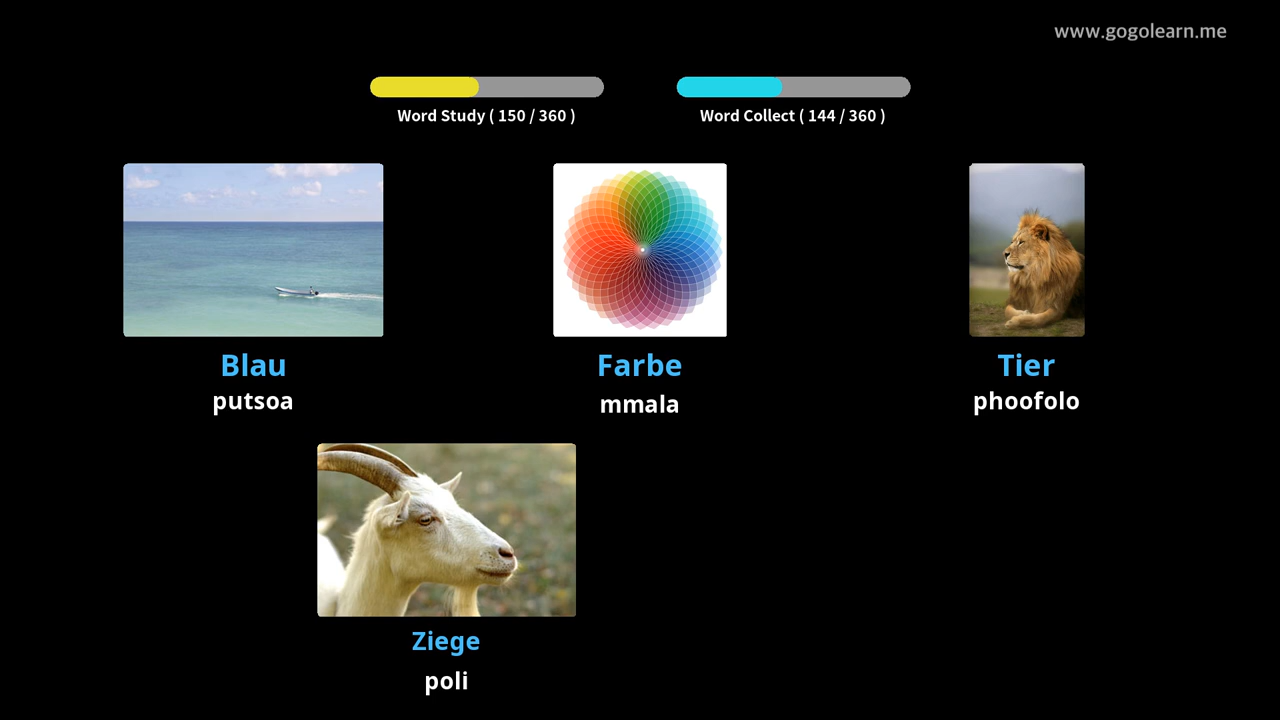 www.gogolearn.me
Word Study ( 150 / 360 )
Word Collect ( 144 / 360 )
Blau
putsoa
Farbe
mmala
Tier
phoofolo
Ziege
poli